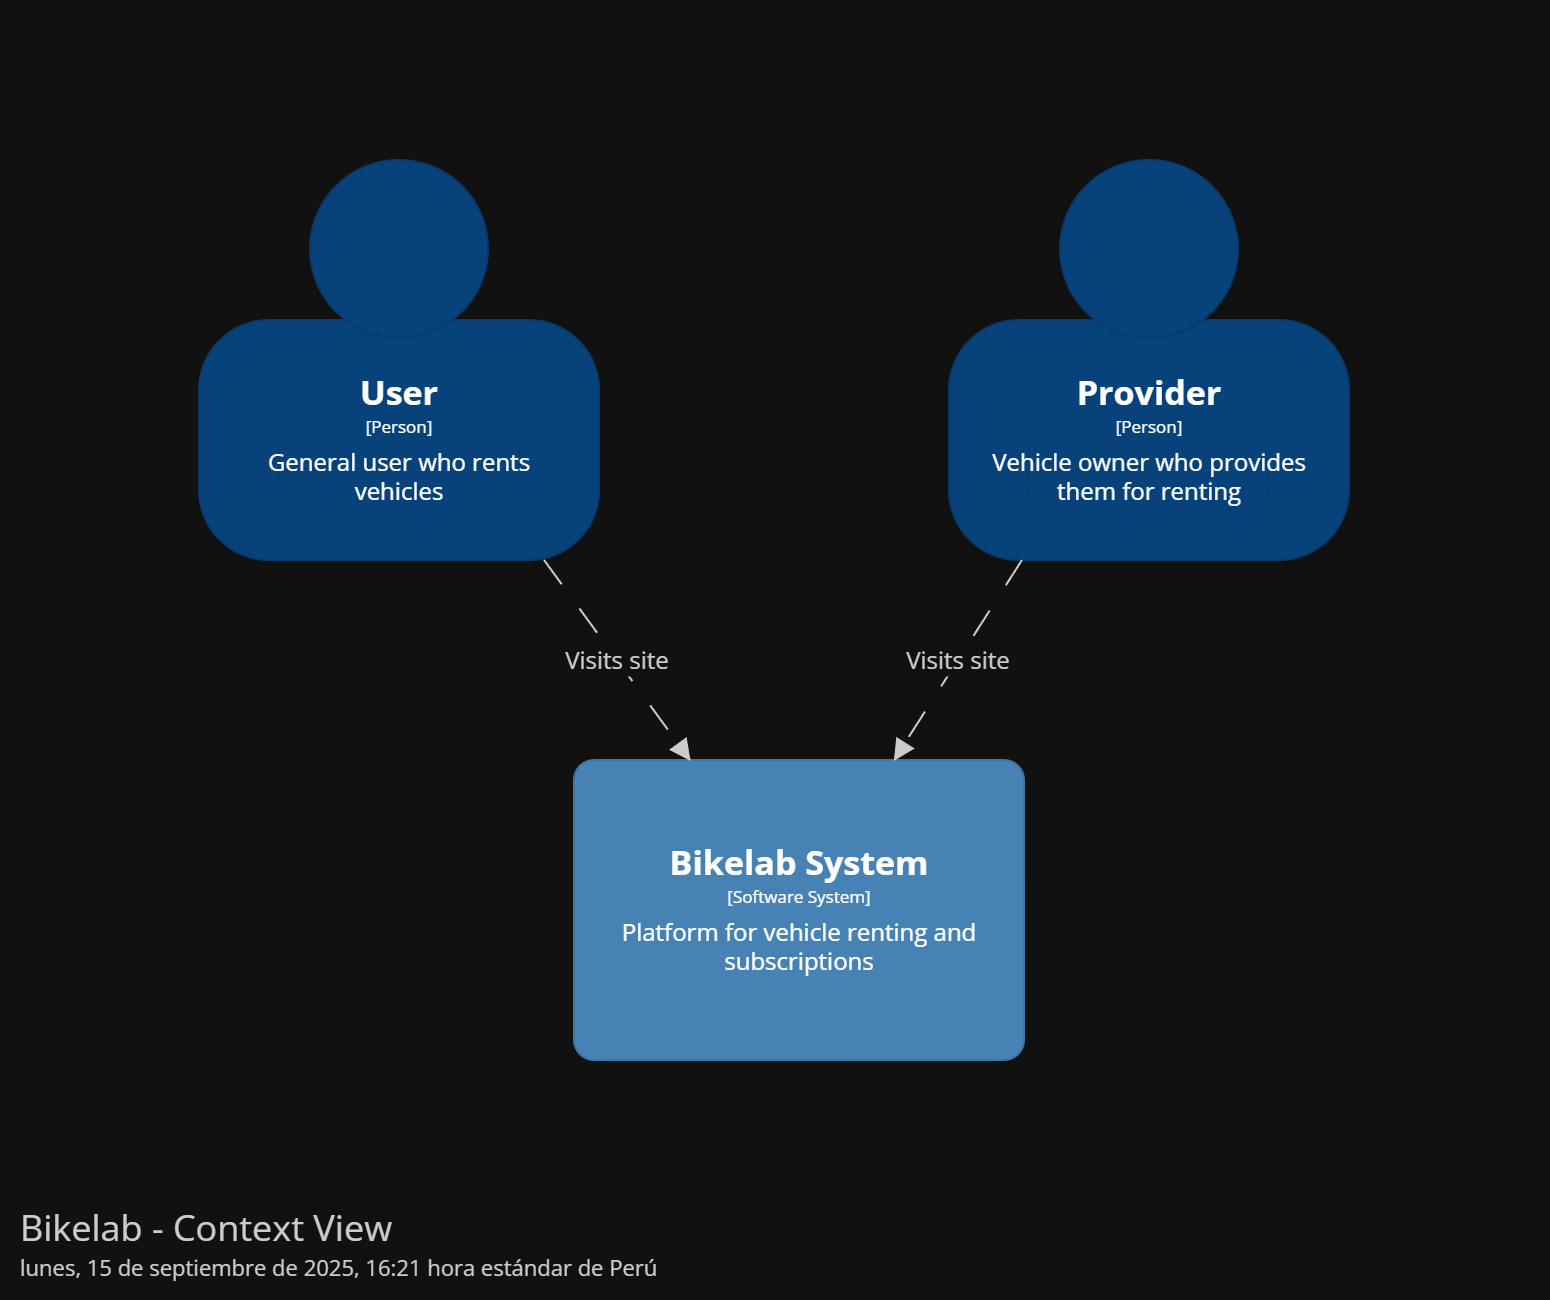 User
[Person]
General user who rents
vehicles
Provider
[Person]
Vehicle owner who provides
them for renting
Visits site
Visits site
Bikelab System
[Software System]
Platform for vehicle renting and
subscriptions
Bikelab - Context View
lunes, 15 de septiembre de 2025, 16:21 hora estándar de Perú